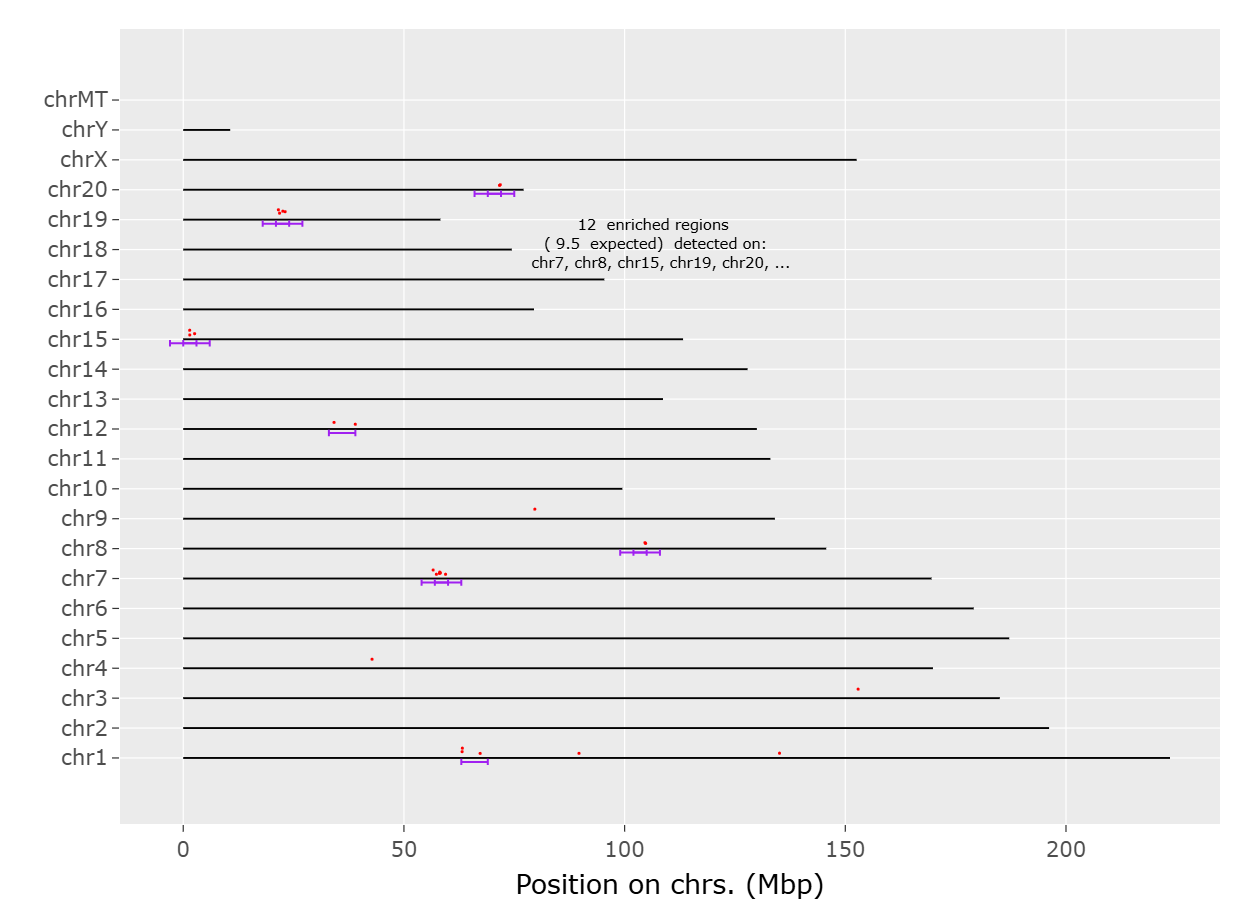 chrMT
chrY
chrX
chr20
chr19
12 enriched regions
( 9.5 expected) detected on:
chr7, chr8, chr15, chr19, chr20, ...
chr18
chr17
chr16
chr15
chr14
chr13
chr12
chr11
chr10
chr9
chr8
chr7
chr6
chr5
chr4
chr3
chr2
chr1
0 50 100 150 200
Position on chrs. (Mbp)